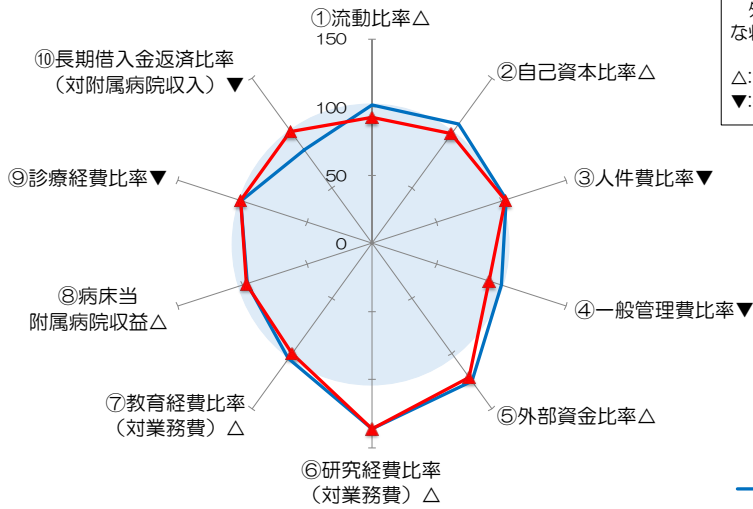 ①流動比率△
150
100
50
0
②自己資本比率△
③人件費比率▼
④一般管理費比率▼
⑤外部資金比率△
⑥研究経費比率
（対業務費）△
⑦教育経費比率
（対業務費）△
⑧病床当
附属病院収益△
⑨診療経費比率▼
⑩長期借入金返済比率
（対附属病院収入）▼
△:
▼: